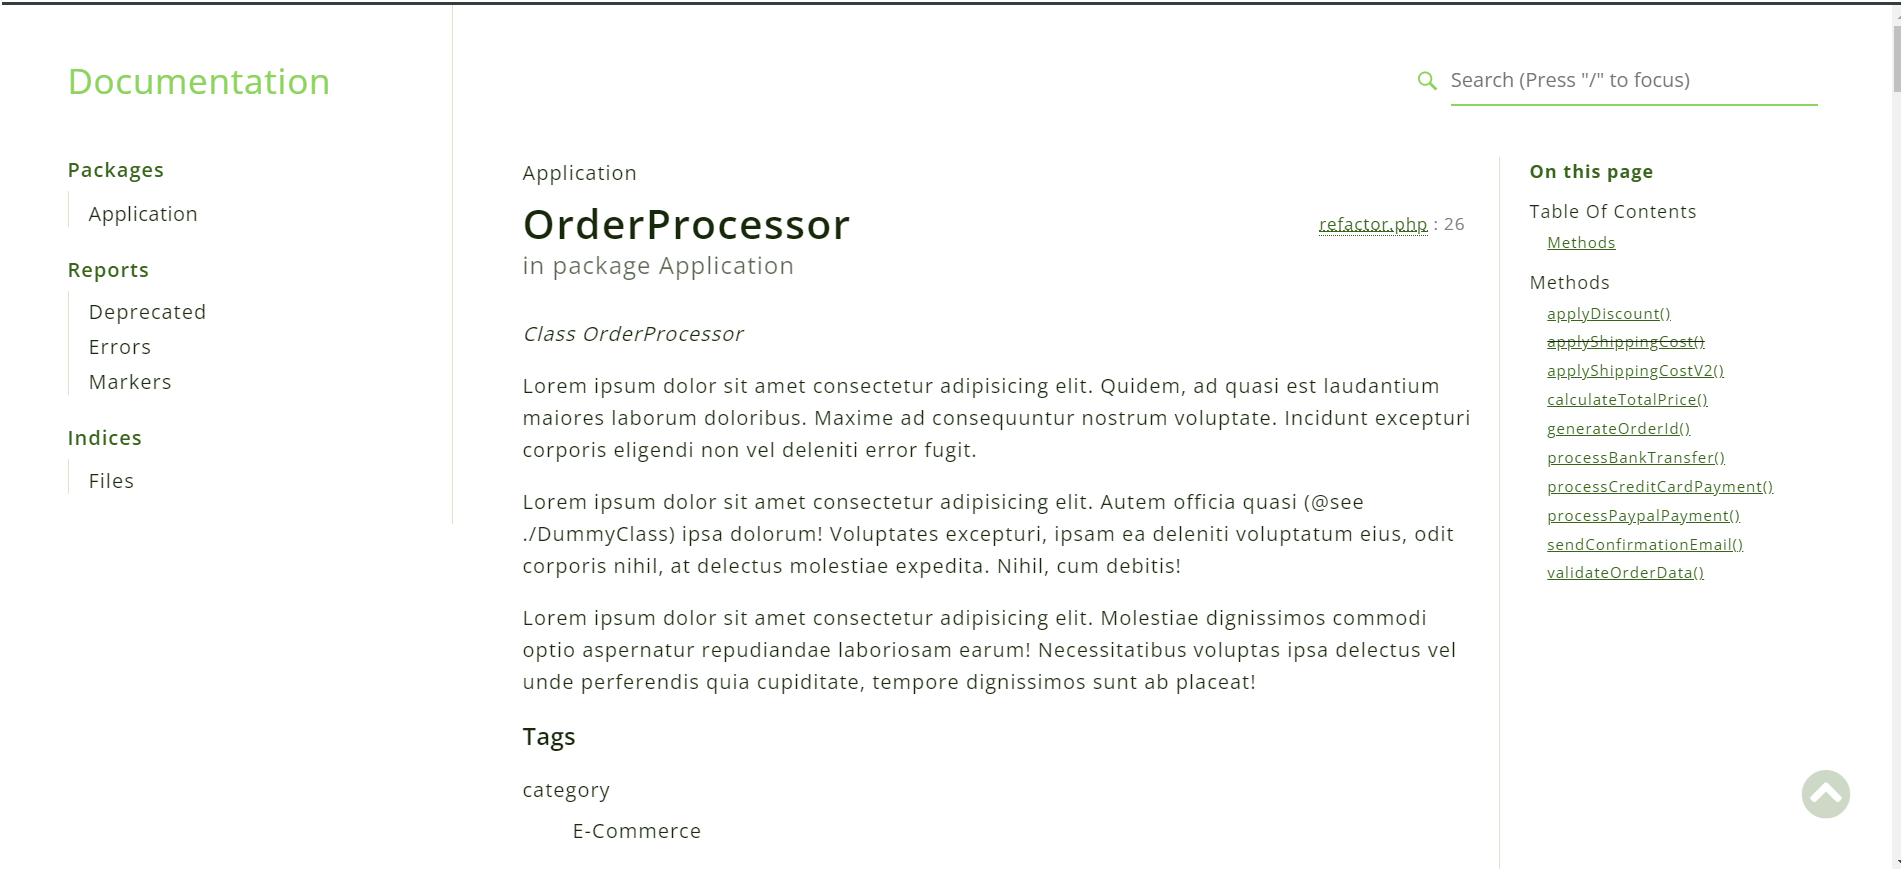 Documentation
Search (Press "/" to focus)
Packages
Application
Reports
Deprecated
Errors
Markers
Indices
Files
Application
OrderProcessor
refactor.php : 26
in package Application
Class OrderProcessor
Lorem ipsum dolor sit amet consectetur adipisicing elit. Quidem, ad quasi est laudantium
maiores laborum doloribus. Maxime ad consequuntur nostrum voluptate. Incidunt excepturi
corporis eligendi non vel deleniti error fugit.
Lorem ipsum dolor sit amet consectetur adipisicing elit. Autem officia quasi (@see
./DummyClass) ipsa dolorum! Voluptates excepturi, ipsam ea deleniti voluptatum eius, odit
corporis nihil, at delectus molestiae expedita. Nihil, cum debitis!
Lorem ipsum dolor sit amet consectetur adipisicing elit. Molestiae dignissimos commodi
optio aspernatur repudiandae laboriosam earum! Necessitatibus voluptas ipsa delectus vel
unde perferendis quia cupiditate, tempore dignissimos sunt ab placeat!
Tags
category
E-Commerce
On this page
Table Of Contents
Methods
Methods
applyDiscount()
applyShippingCost()
applyShippingCostV2()
calculateTotalPrice()
generateOrderId()
processBankTransfer()
processCreditCardPayment()
processPaypalPayment()
sendConfirmationEmail()
validateOrderData()